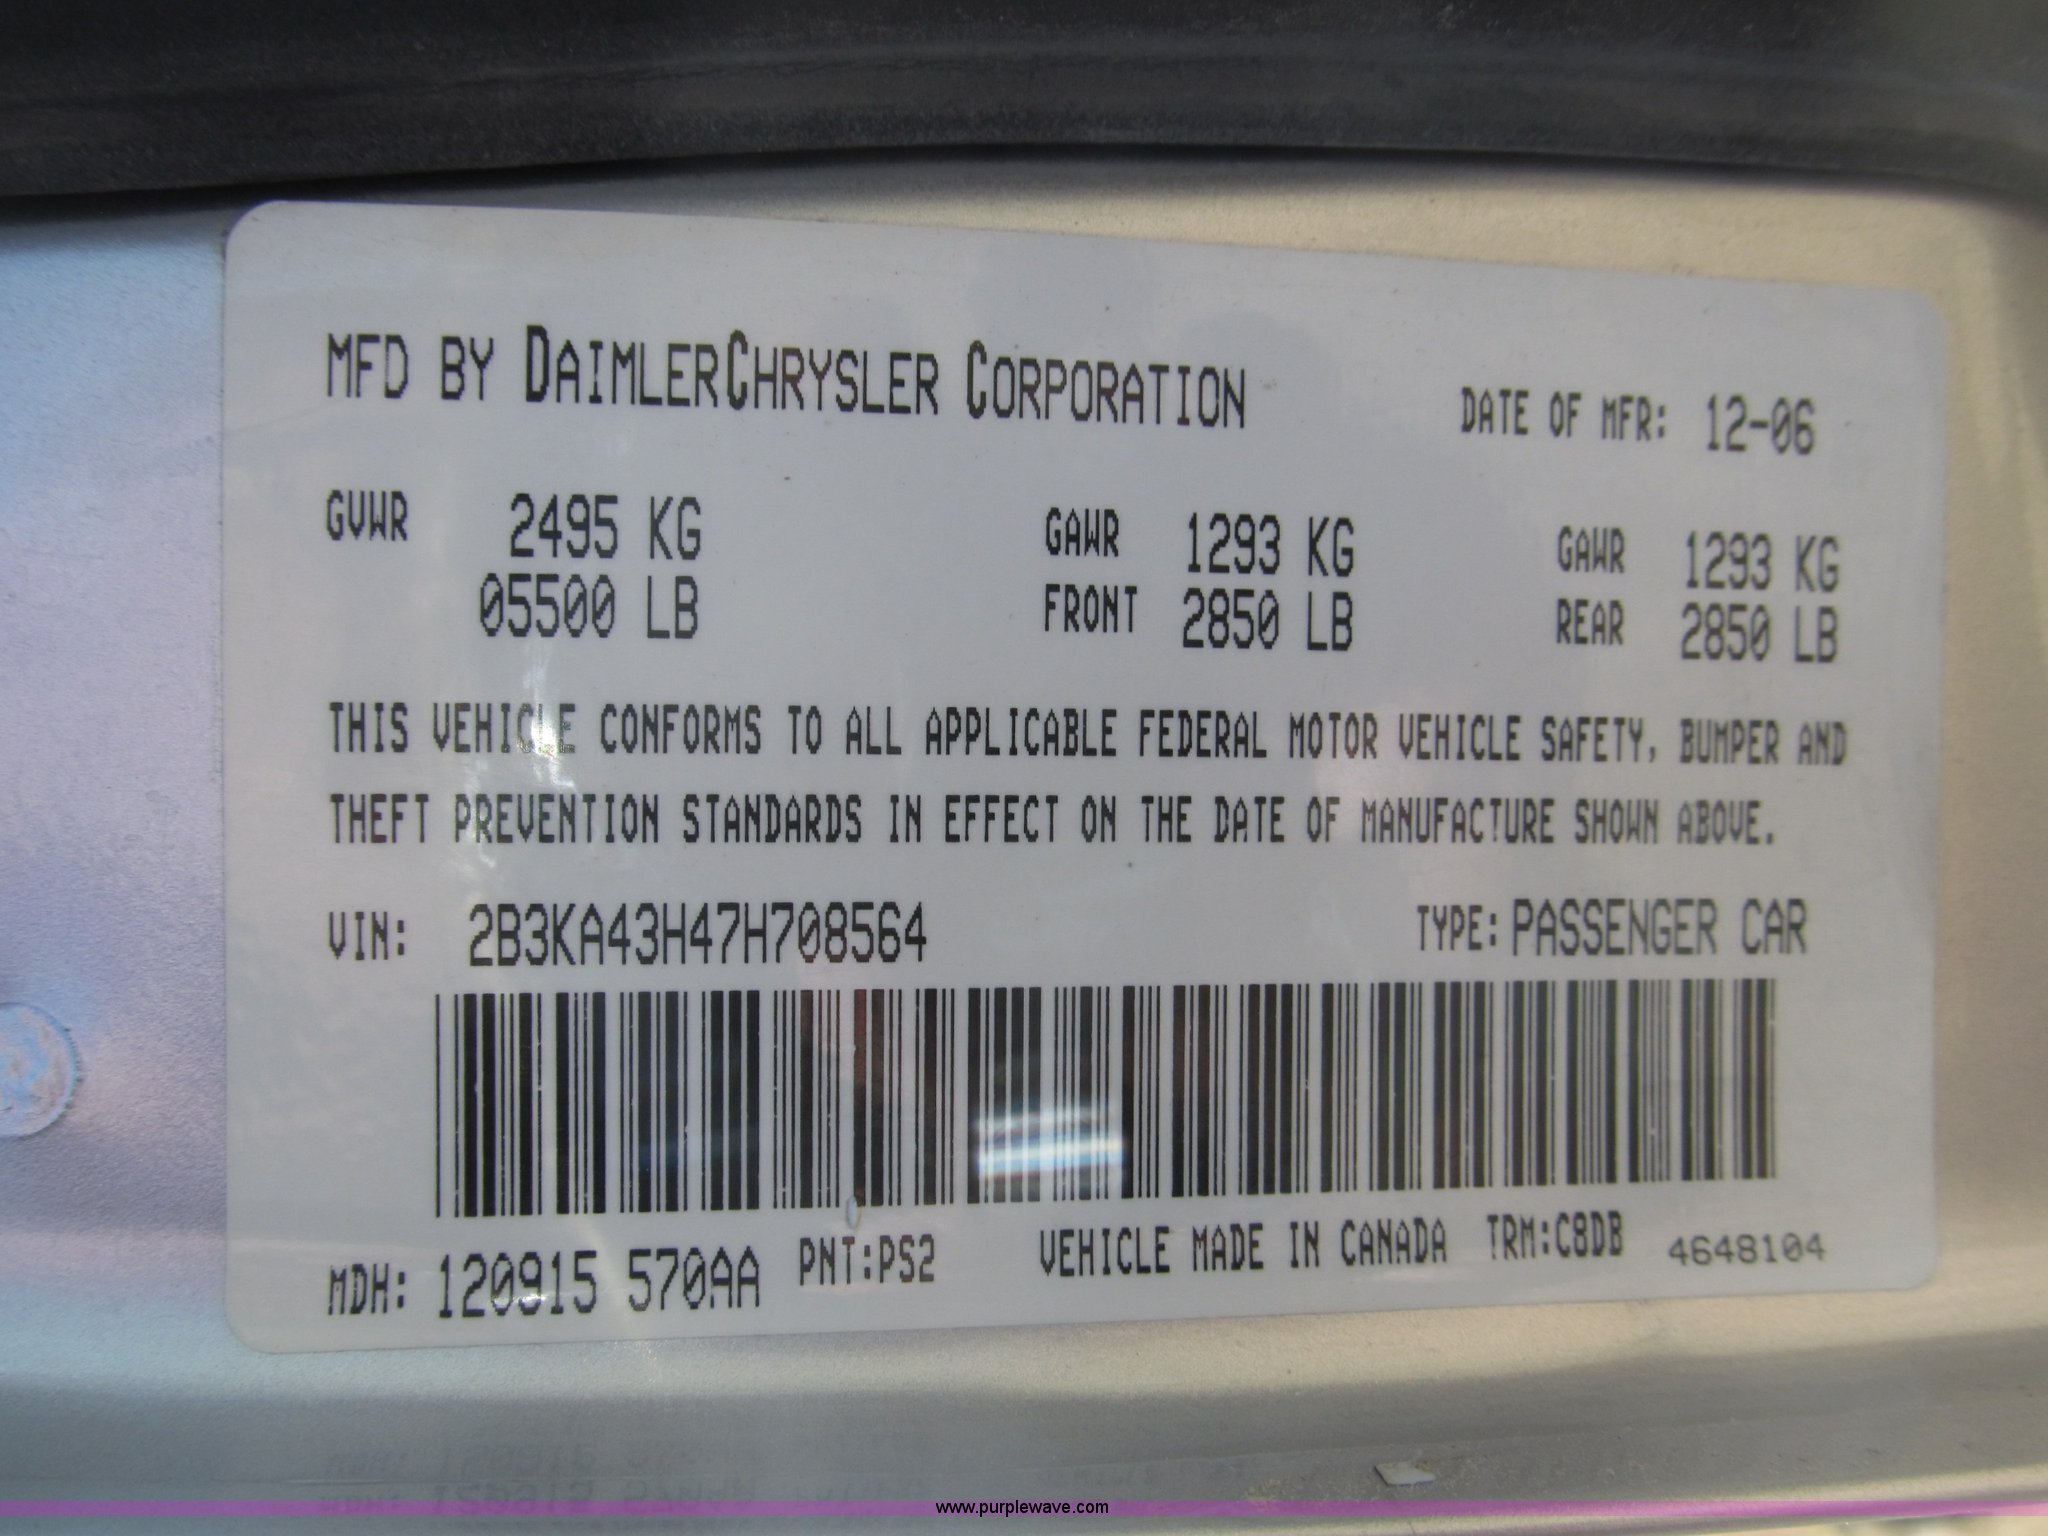 MFD BY DAIMLERCHRYSLER CORPORATION DATE OF MFR: 12-06
GVWR 2495 KG GAWR 1293 KG GAWR 1293 KG
05500 LB FRONT 2850 LB REAR 2850 LB
THIS VEHICLE CONFORMS TO ALL APPLICABLE FEDERAL MOTOR VEHICLE SAFETY, BUMPER AND
THEFT PREVENTION STANDARDS IN EFFECT ON THE DATE OF MANUFACTURE SHOWN ABOVE.
VIN: 2B3KA43H47H708564 TYPE: PASSENGER CAR
MDH: 120915 570AA PNT:PS2 VEHICLE MADE IN CANADA TRM:C8DB 4648104
www.purplewave.com